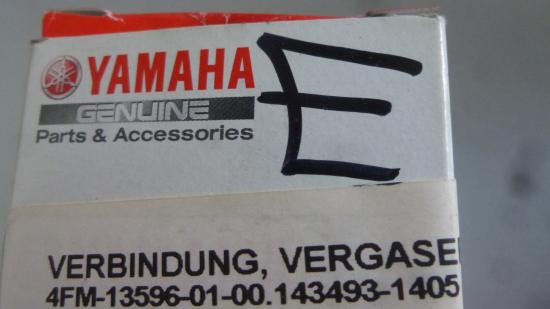 YAMAHA
GENUINE
Parts & Accessories
E
VERBINDUNG, VERGASE
4FM-13596-01-00.143493-1405